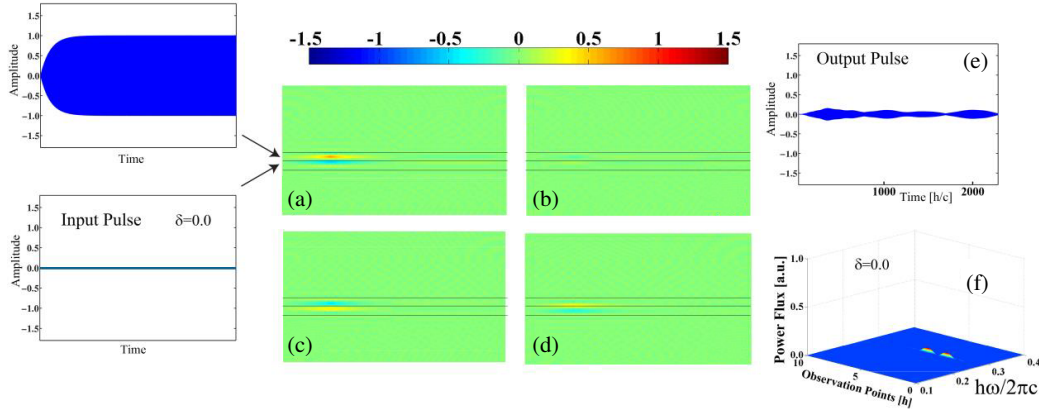 1.5
1.0
0.5
0.0
-0.5
-1.0
-1.5
Amplitude
Time
Input Pulse δ=0.0
1.5
1.0
0.5
0.0
-0.5
-1.0
-1.5
Amplitude
Time
-1.5 -1 -0.5 0 0.5 1 1.5
(a)
(b)
(c)
(d)
Output Pulse (e)
1.5
1.0
0.5
0.0
-0.5
-1.0
-1.5
Amplitude
1000 2000
Time [h/c]
δ=0.0
(f)
1.0
0.5
0.0
Power Flux [a.u.]
10 5 0
Observation Points [h]
0.1 0.2 0.3 0.4
hω/2πc